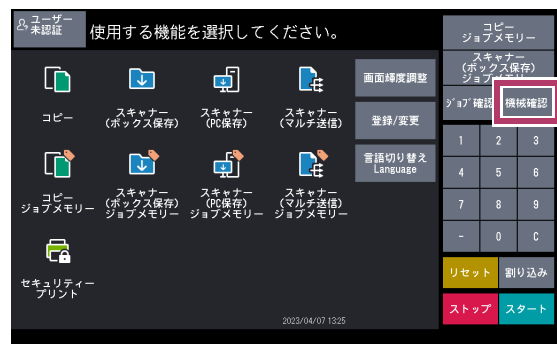 ユーザー
未認証
使用する機能を選択してください。
コピー
スキャナー
(ボックス保存)
スキャナー
(PC保存)
スキャナー
(マルチ送信)
コピー
ジョブメモリー
スキャナー
(ボックス保存)
ジョブメモリー
スキャナー
(PC保存)
ジョブメモリー
スキャナー
(マルチ送信)
ジョブメモリー
セキュリティー
プリント
画面輝度調整
登録/変更
言語切り替え
Language
2023/04/07 13:25
コピー
ジョブメモリー
スキャナー
(ボックス保存)
ジョブメモリー
ジョブ確認
機械確認
1 2 3
4 5 6
7 8 9
- 0 C
リセット
割り込み
ストップ
スタート